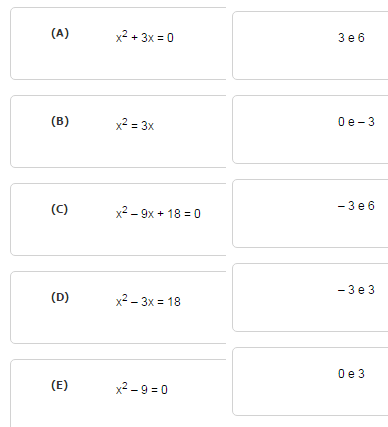 (A) x² + 3x = 0
3 e 6
(B) x² = 3x
0 e – 3
(C) x² – 9x + 18 = 0
– 3 e 6
(D) x² – 3x = 18
– 3 e 3
(E) x² – 9 = 0
0 e 3